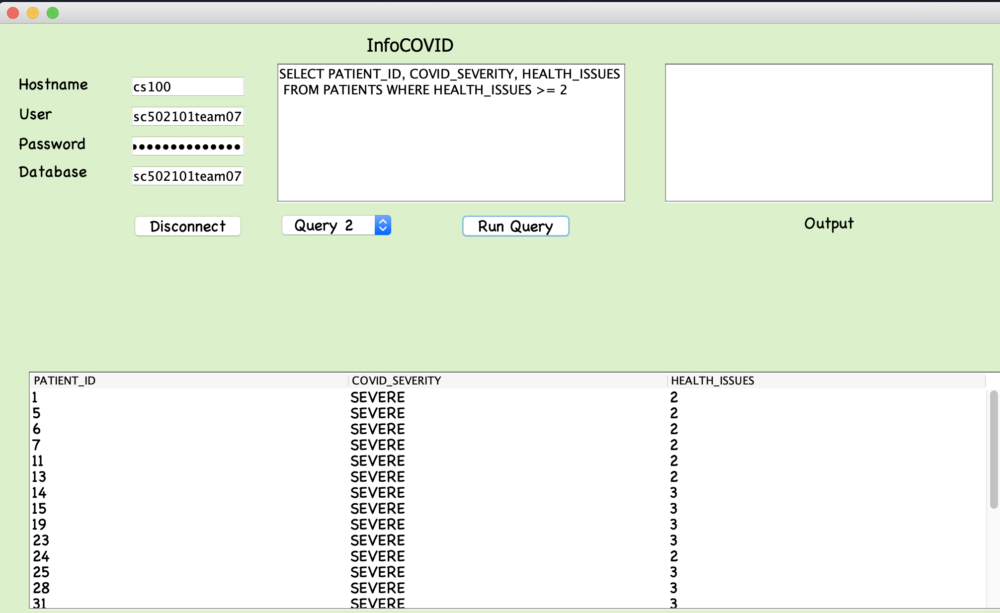 InfoCOVID
Hostname
cs100
User
sc502101team07
Password
Database
sc502101team07
SELECT PATIENT_ID, COVID_SEVERITY, HEALTH_ISSUES
FROM PATIENTS WHERE HEALTH_ISSUES >= 2
Disconnect
Query 2
Run Query
Output
PATIENT_ID COVID_SEVERITY HEALTH_ISSUES
1 SEVERE 2
5 SEVERE 2
6 SEVERE 2
7 SEVERE 2
11 SEVERE 2
13 SEVERE 2
14 SEVERE 3
15 SEVERE 3
19 SEVERE 3
23 SEVERE 3
24 SEVERE 2
25 SEVERE 3
28 SEVERE 3
31 SEVERE 3